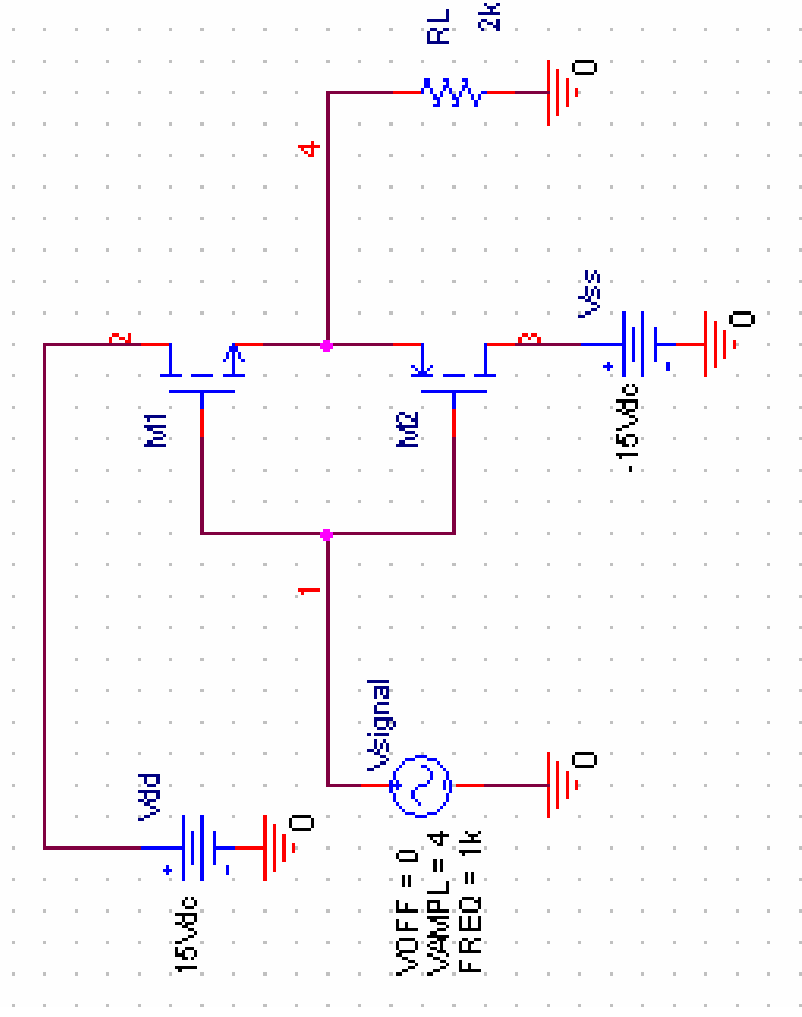 Vdd
15Vdc
0
2
M1
1
Vsignal
VOFF = 0
VAMPL = 4
FREQ = 1k
0
M2
4
RL
2k
0
3
Vss
-15Vdc
0